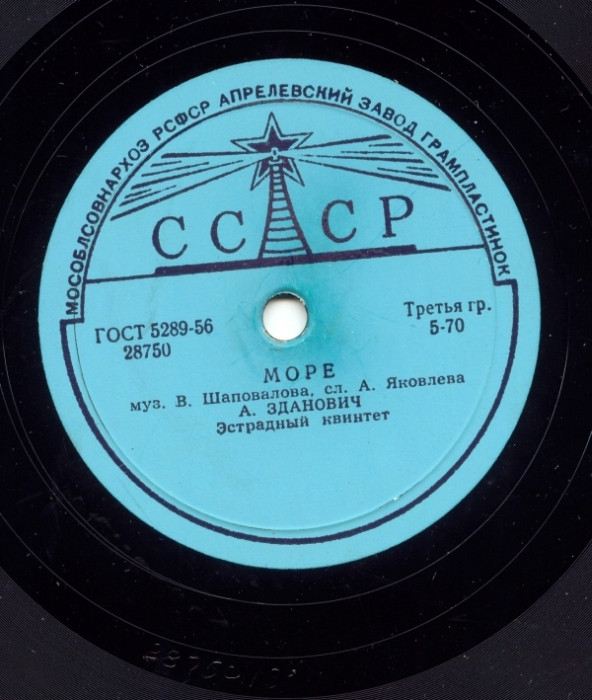 МОСОБЛСОВНАРХОЗ РСФСР АПРЕЛЕВСКИЙ ЗАВОД ГРАМПЛАСТИНОК
СССР
ГОСТ 5289-56
28750
Третья гр.
5-70
МОРЕ
муз. В. Шаповалова, сл. А. Яковлева
А. ЗДАНОВИЧ
Эстрадный квинтет